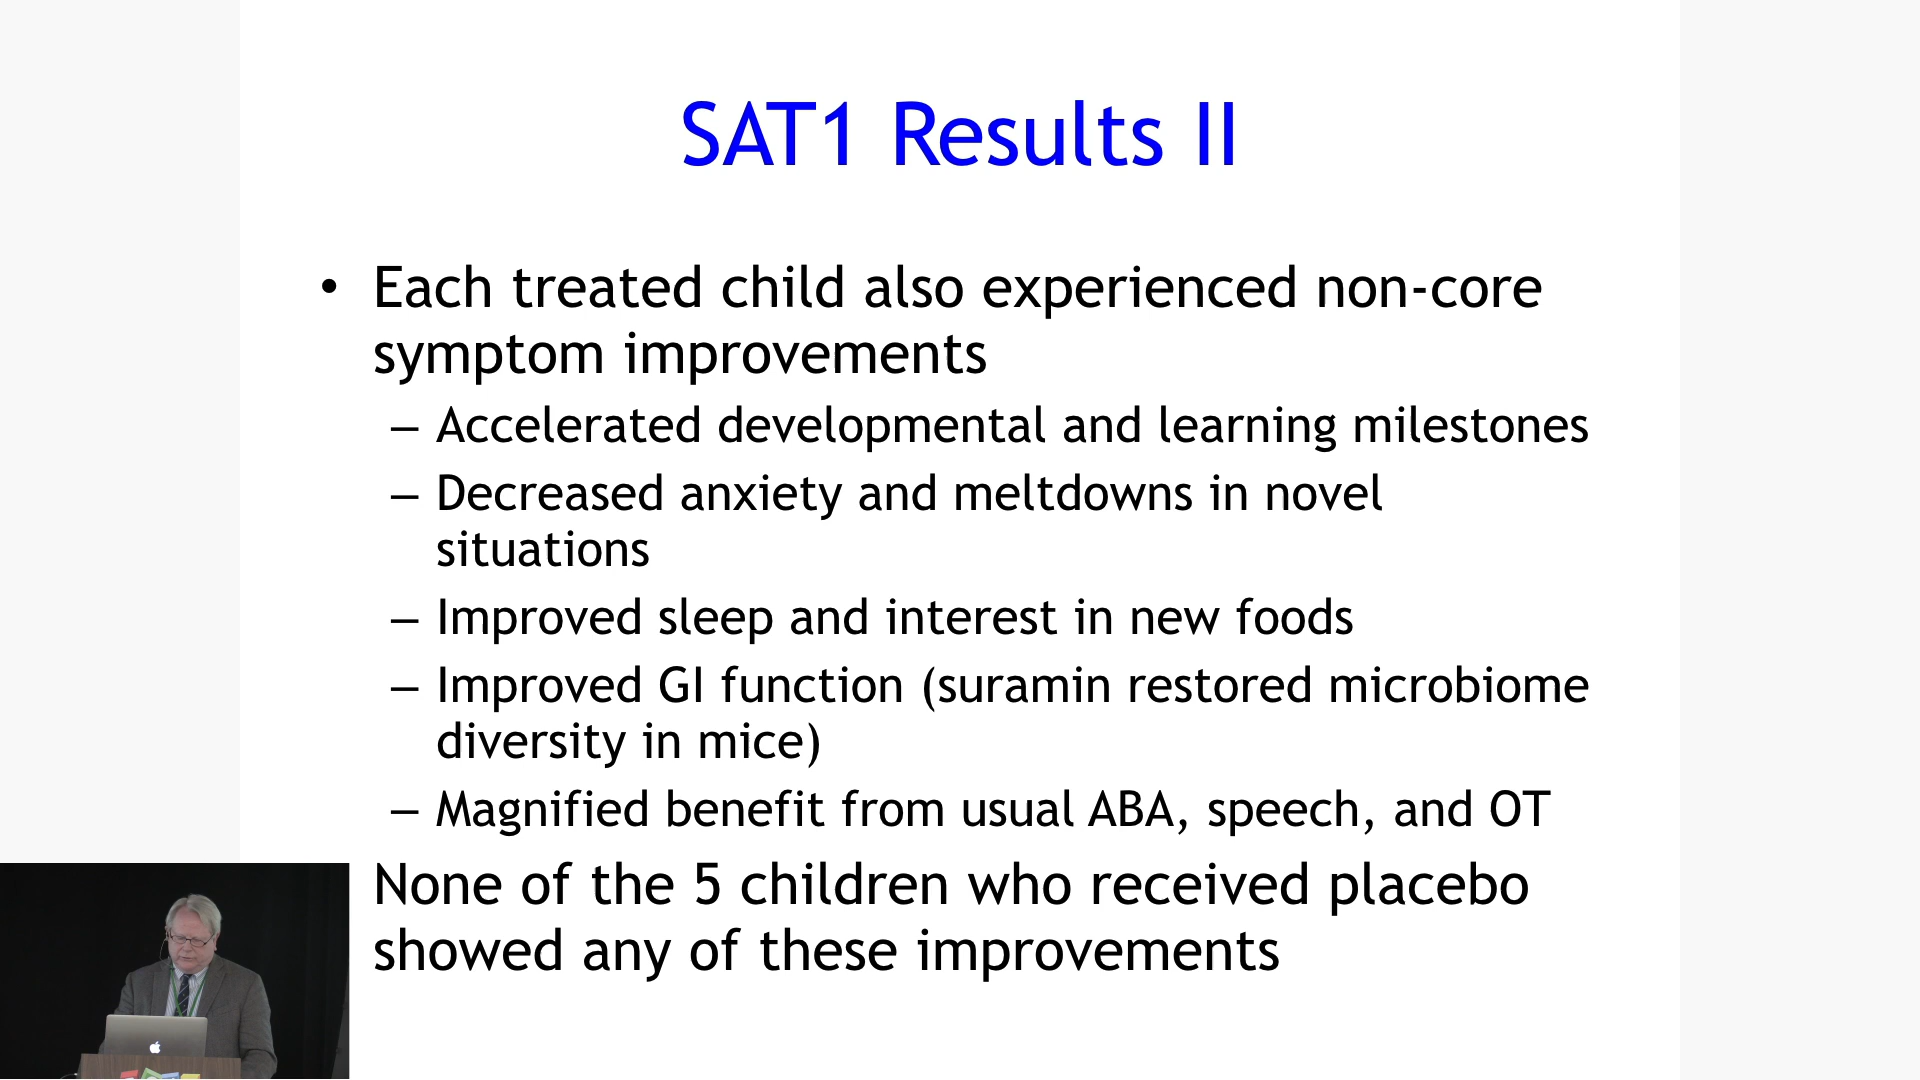 SAT1 Results II
• Each treated child also experienced non-core
symptom improvements
– Accelerated developmental and learning milestones
– Decreased anxiety and meltdowns in novel
situations
– Improved sleep and interest in new foods
– Improved GI function (suramin restored microbiome
diversity in mice)
– Magnified benefit from usual ABA, speech, and OT
None of the 5 children who received placebo
showed any of these improvements